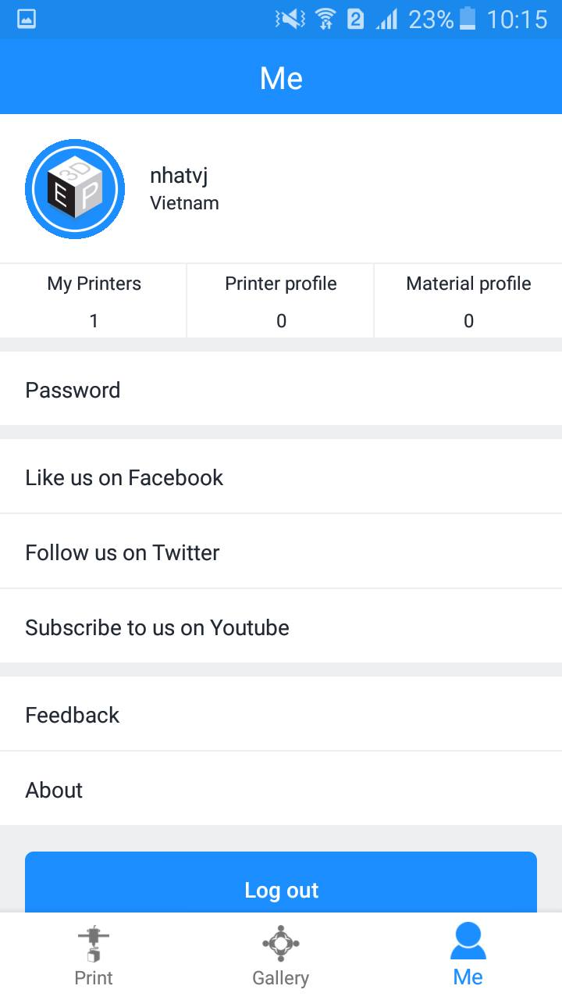 2 23% 10:15
Me
3D
E P
nhatvj
Vietnam
My Printers Printer profile Material profile
1 0 0
Password
Like us on Facebook
Follow us on Twitter
Subscribe to us on Youtube
Feedback
About
Log out
Print Gallery Me